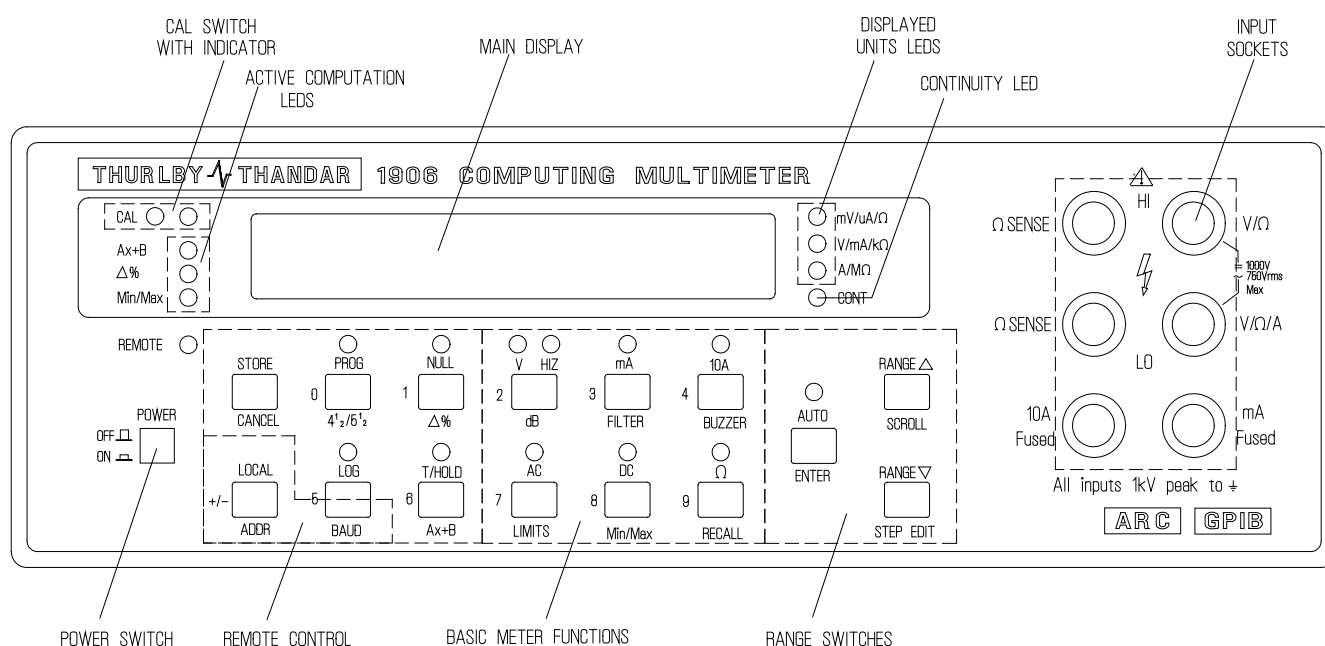 CAL SWITCH
WITH INDICATOR
ACTIVE COMPUTATION
LEDS
MAIN DISPLAY
DISPLAYED
UNITS LEDS
CONTINUITY LED
INPUT
SOCKETS
THURLBY THANDAR 1906 COMPUTING MULTIMETER
CAL
Ax+B
△%
Min/Max
mV/uA/Ω
V/mA/kΩ
A/MΩ
CONT
REMOTE
POWER
OFF
ON
STORE
CANCEL
PROG
0
4¹₂/5¹₂
NULL
1
△%
V HIZ
2
dB
mA
3
FILTER
10A
4
BUZZER
AUTO
ENTER
RANGE △
SCROLL
LOCAL
+/-
ADDR
LOG
5
BAUD
T/HOLD
6
Ax+B
AC
7
LIMITS
DC
8
Min/Max
Ω
9
RECALL
RANGE ▽
STEP EDIT
HI
Ω SENSE
V/Ω
1000V
750Vrms
Max
Ω SENSE
V/Ω/A
LO
10A
Fused
mA
Fused
All inputs 1kV peak to ⏚
ARC GPIB
POWER SWITCH
REMOTE CONTROL
BASIC METER FUNCTIONS
RANGE SWITCHES